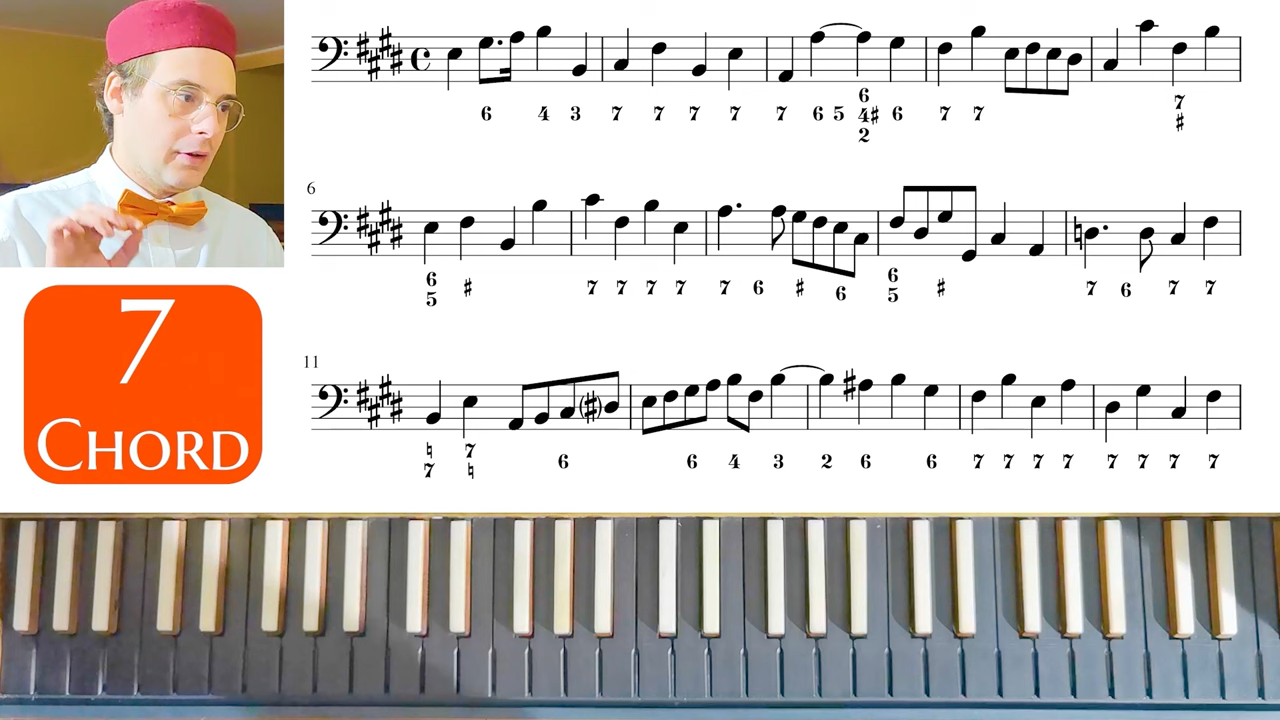 6 4 3 7 7 7 7 7 6 5 6 6 7 7 7
4♯ ♯
2
6
6 ♯ 7 7 7 7 7 6 ♯ 6 6 ♯ 7 6 7 7
5 5
7
CHORD
11
♮ 7 6 6 4 3 2 6 6 7 7 7 7 7 7 7 7
7 ♮